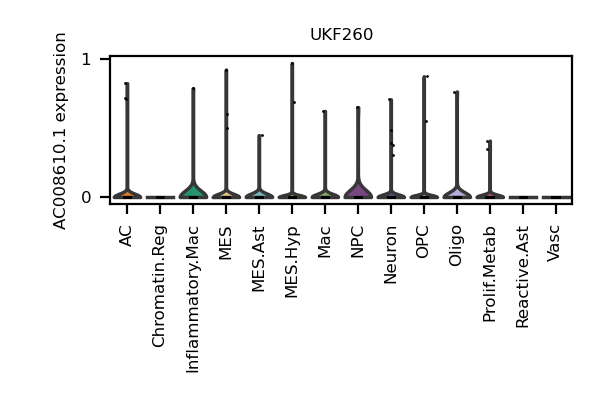 UKF260
AC008610.1 expression
1
0
AC
Chromatin.Reg
Inflammatory.Mac
MES
MES.Ast
MES.Hyp
Mac
NPC
Neuron
OPC
Oligo
Prolif.Metab
Reactive.Ast
Vasc